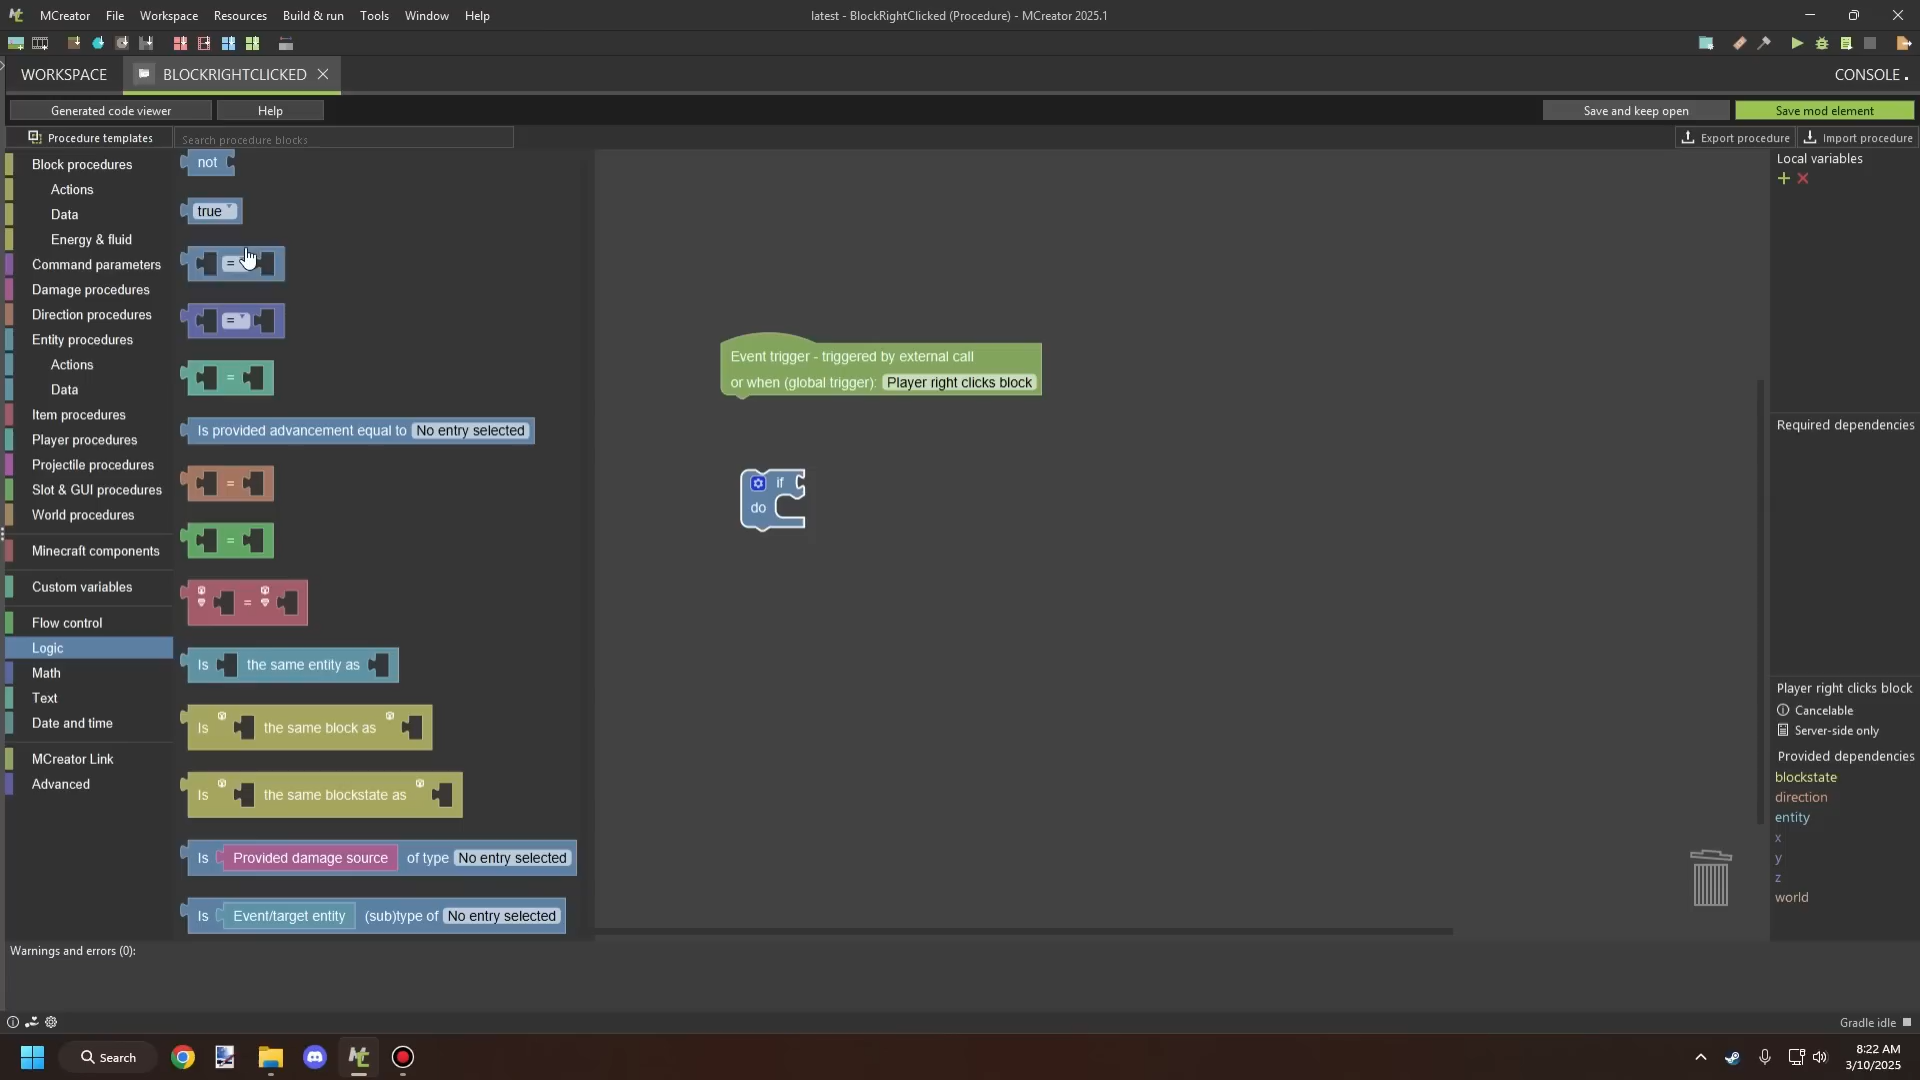 MCreator File Workspace Resources Build & run Tools Window Help
latest - BlockRightClicked (Procedure) - MCreator 2025.1
WORKSPACE
BLOCKRIGHTCLICKED
CONSOLE
Generated code viewer
Help
Save and keep open
Save mod element
Procedure templates
Search procedure blocks
Export procedure
Import procedure
Block procedures
Actions
Data
Energy & fluid
Command parameters
Damage procedures
Direction procedures
Entity procedures
Actions
Data
Item procedures
Player procedures
Projectile procedures
Slot & GUI procedures
World procedures
Minecraft components
Custom variables
Flow control
Logic
Math
Text
Date and time
MCreator Link
Advanced
not
true
=
=
=
Is provided advancement equal to No entry selected
=
=
=
Is the same entity as
Is the same block as
Is the same blockstate as
Is Provided damage source of type No entry selected
Is Event/target entity (sub)type of No entry selected
Event trigger - triggered by external call
or when (global trigger): Player right clicks block
if
do
Local variables
Required dependencies
Player right clicks block
Cancelable
Server-side only
Provided dependencies
blockstate
direction
entity
x
y
z
world
Warnings and errors (0):
Gradle idle
Search
8:22 AM
3/10/2025